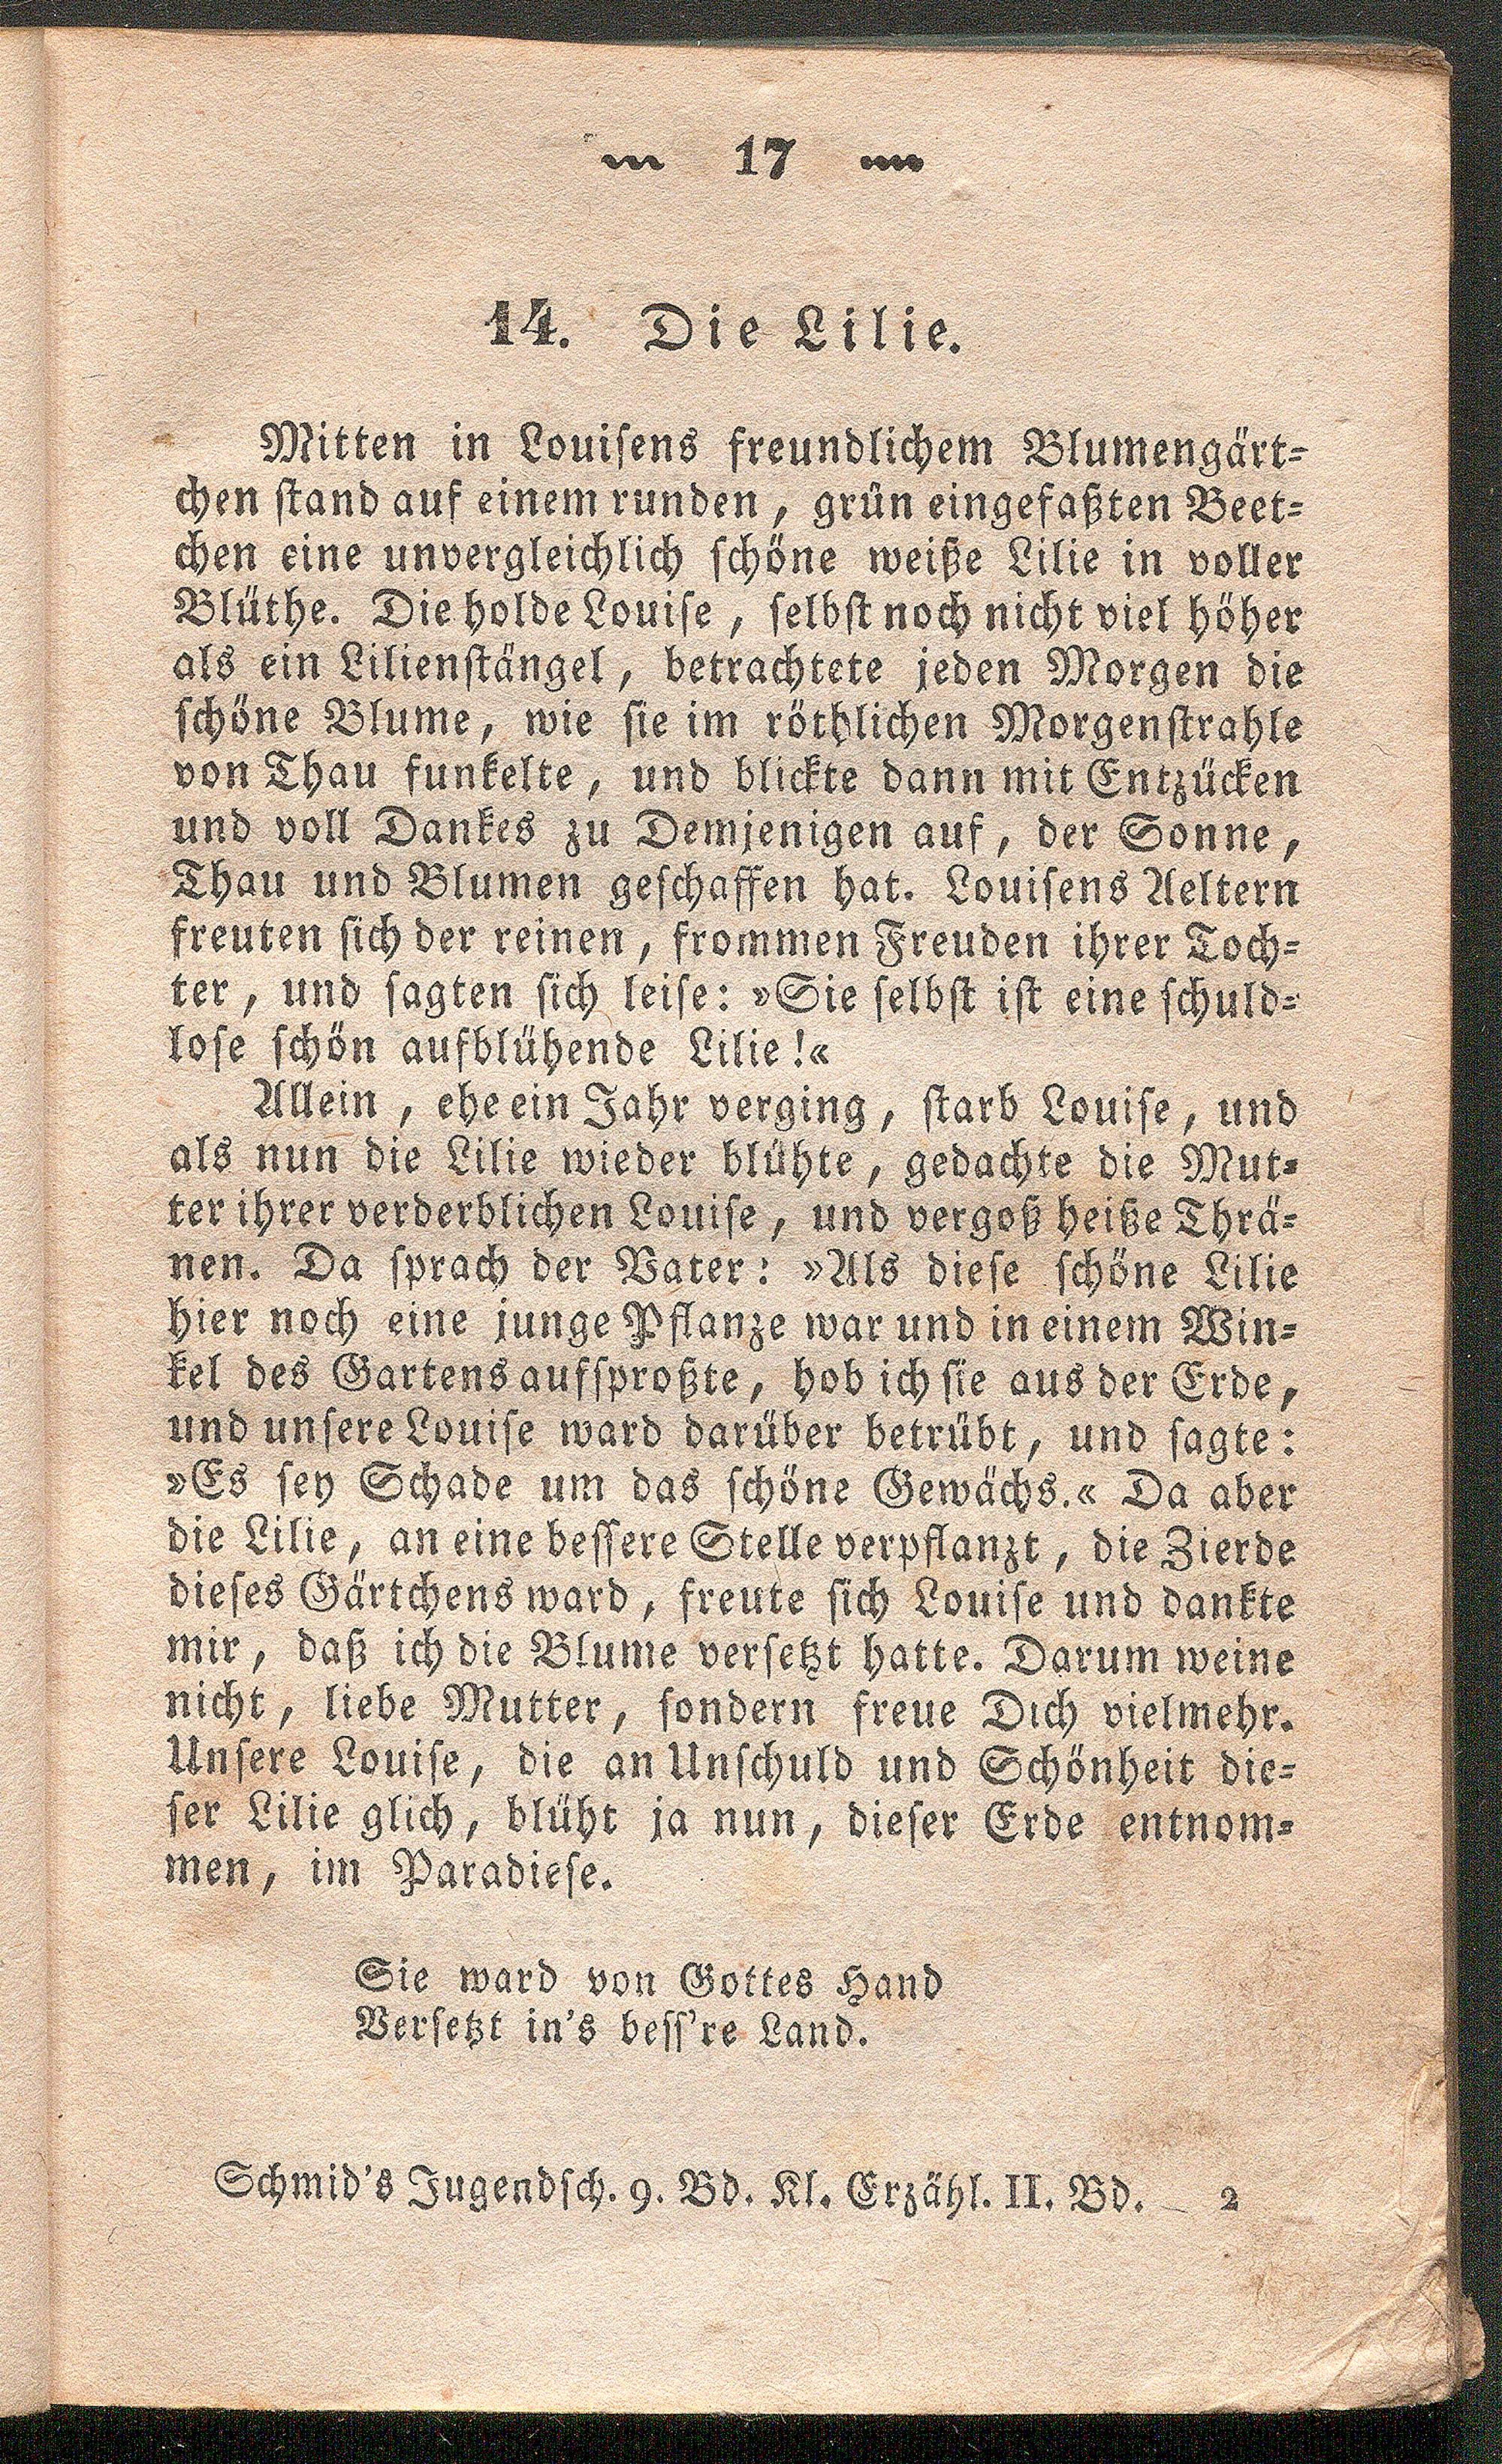 17
14. Die Lilie.
Mitten in Louisens freundlichem Blumengärt=
chen stand auf einem runden, grün eingefaßten Beet=
chen eine unvergleichlich schöne weiße Lilie in voller
Blüthe. Die holde Louise, selbst noch nicht viel höher
als ein Lilienstängel, betrachtete jeden Morgen die
schöne Blume, wie sie im röthlichen Morgenstrahle
von Thau funkelte, und blickte dann mit Entzücken
und voll Dankes zu Demjenigen auf, der Sonne,
Thau und Blumen geschaffen hat. Louisens Aeltern
freuten sich der reinen, frommen Freuden ihrer Toch=
ter, und sagten sich leise: »Sie selbst ist eine schuld=
lose schön aufblühende Lilie!«
Allein, ehe ein Jahr verging, starb Louise, und
als nun die Lilie wieder blühte, gedachte die Mut=
ter ihrer verderblichen Louise, und vergoß heiße Thrä=
nen. Da sprach der Vater: »Als diese schöne Lilie
hier noch eine junge Pflanze war und in einem Win=
kel des Gartens aufsproßte, hob ich sie aus der Erde,
und unsere Louise ward darüber betrübt, und sagte:
»Es sey Schade um das schöne Gewächs.« Da aber
die Lilie, an eine bessere Stelle verpflanzt, die Zierde
dieses Gärtchens ward, freute sich Louise und dankte
mir, daß ich die Blume versetzt hatte. Darum weine
nicht, liebe Mutter, sondern freue Dich vielmehr.
Unsere Louise, die an Unschuld und Schönheit die=
ser Lilie glich, blüht ja nun, dieser Erde entnom=
men, im Paradiese.
Sie ward von Gottes Hand
Versetzt in's bess're Land.
Schmid's Jugendsch. 9. Bd. Kl. Erzähl. II. Bd. 2